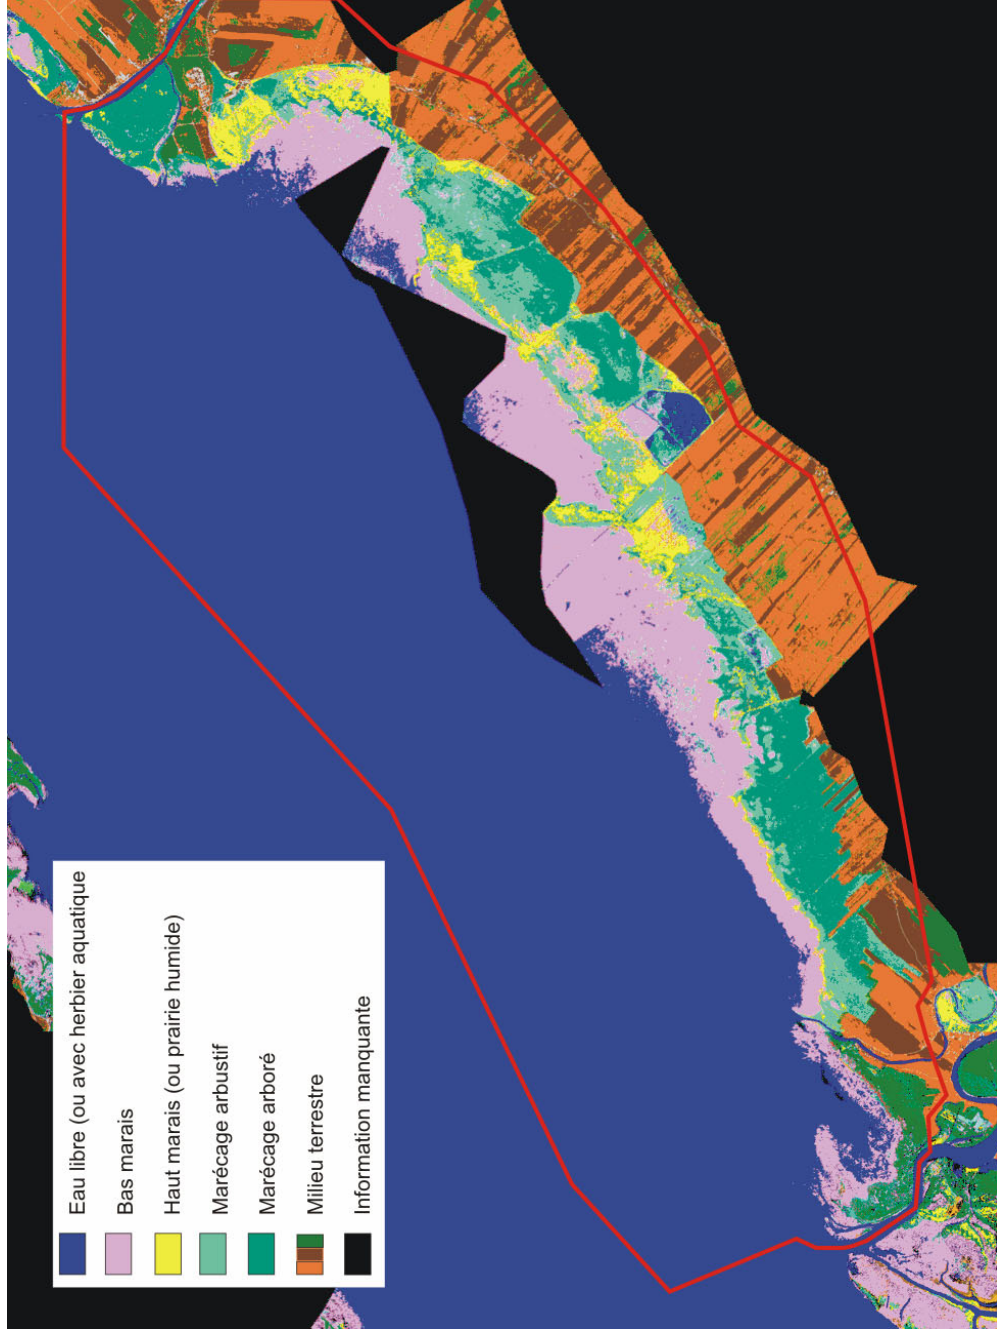 Eau libre (ou avec herbier aquatique
Bas marais
Haut marais (ou prairie humide)
Marécage arbustif
Marécage arboré
Milieu terrestre
Information manquante